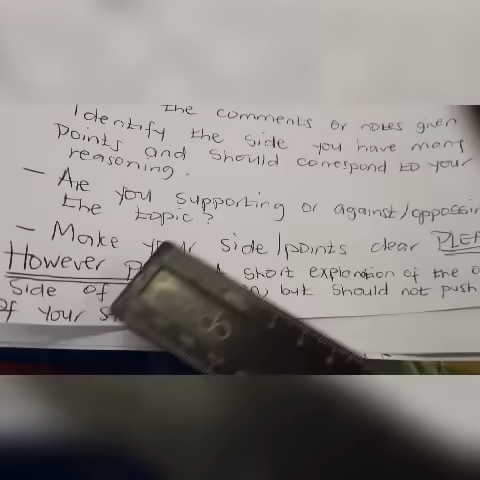 The comments or notes given
Identify the side you have many
points and should correspond to your
reasoning.
- Are you supporting or against/opposin
the topic?
- Make your side/points clear PLEA
However short explanation of the o
Side of but should not push
of your